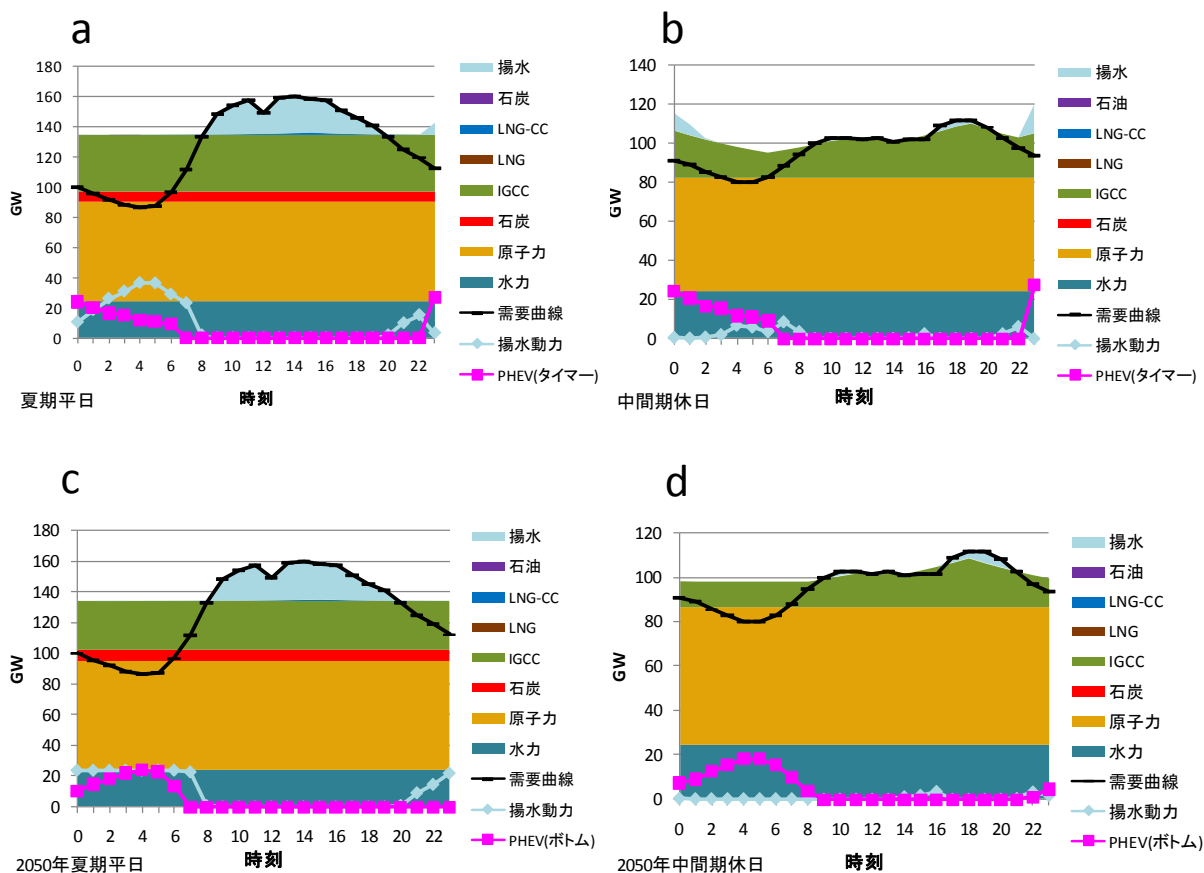 a
180
160
140
120
100
80
60
40
20
0
GW
0 2 4 6 8 10 12 14 16 18 20 22
夏期平日
時刻
揚水
石炭
LNG-CC
LNG
IGCC
石炭
原子力
水力
需要曲線
揚水動力
PHEV(タイマー)
b
140
120
100
80
60
40
20
0
GW
0 2 4 6 8 10 12 14 16 18 20 22
中間期休日
時刻
揚水
石油
LNG-CC
LNG
IGCC
石炭
原子力
水力
需要曲線
揚水動力
PHEV(タイマー)
c
180
160
140
120
100
80
60
40
20
0
GW
0 2 4 6 8 10 12 14 16 18 20 22
2050年夏期平日
時刻
揚水
石油
LNG-CC
LNG
IGCC
石炭
原子力
水力
需要曲線
揚水動力
PHEV(ボトム)
d
120
100
80
60
40
20
0
GW
0 2 4 6 8 10 12 14 16 18 20 22
2050年中間期休日
時刻
揚水
石油
LNG-CC
LNG
IGCC
石炭
原子力
水力
需要曲線
揚水動力
PHEV(ボトム)